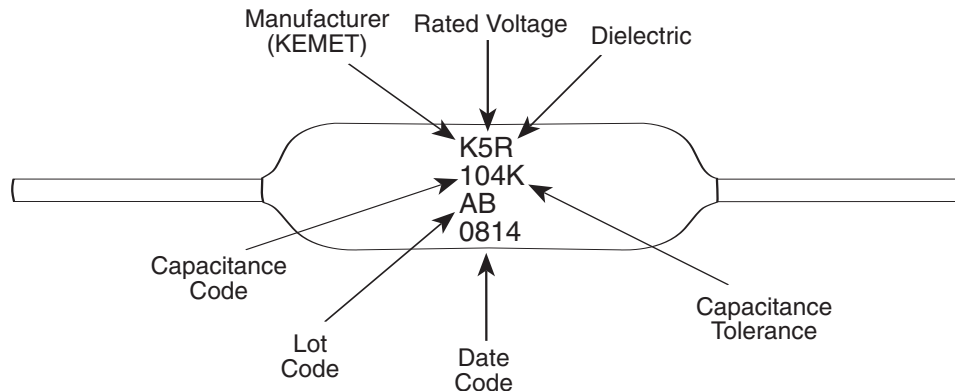 Manufacturer
(KEMET)
Rated Voltage
Dielectric
K5R
104K
AB
0814
Capacitance
Code
Capacitance
Tolerance
Lot
Code
Date
Code